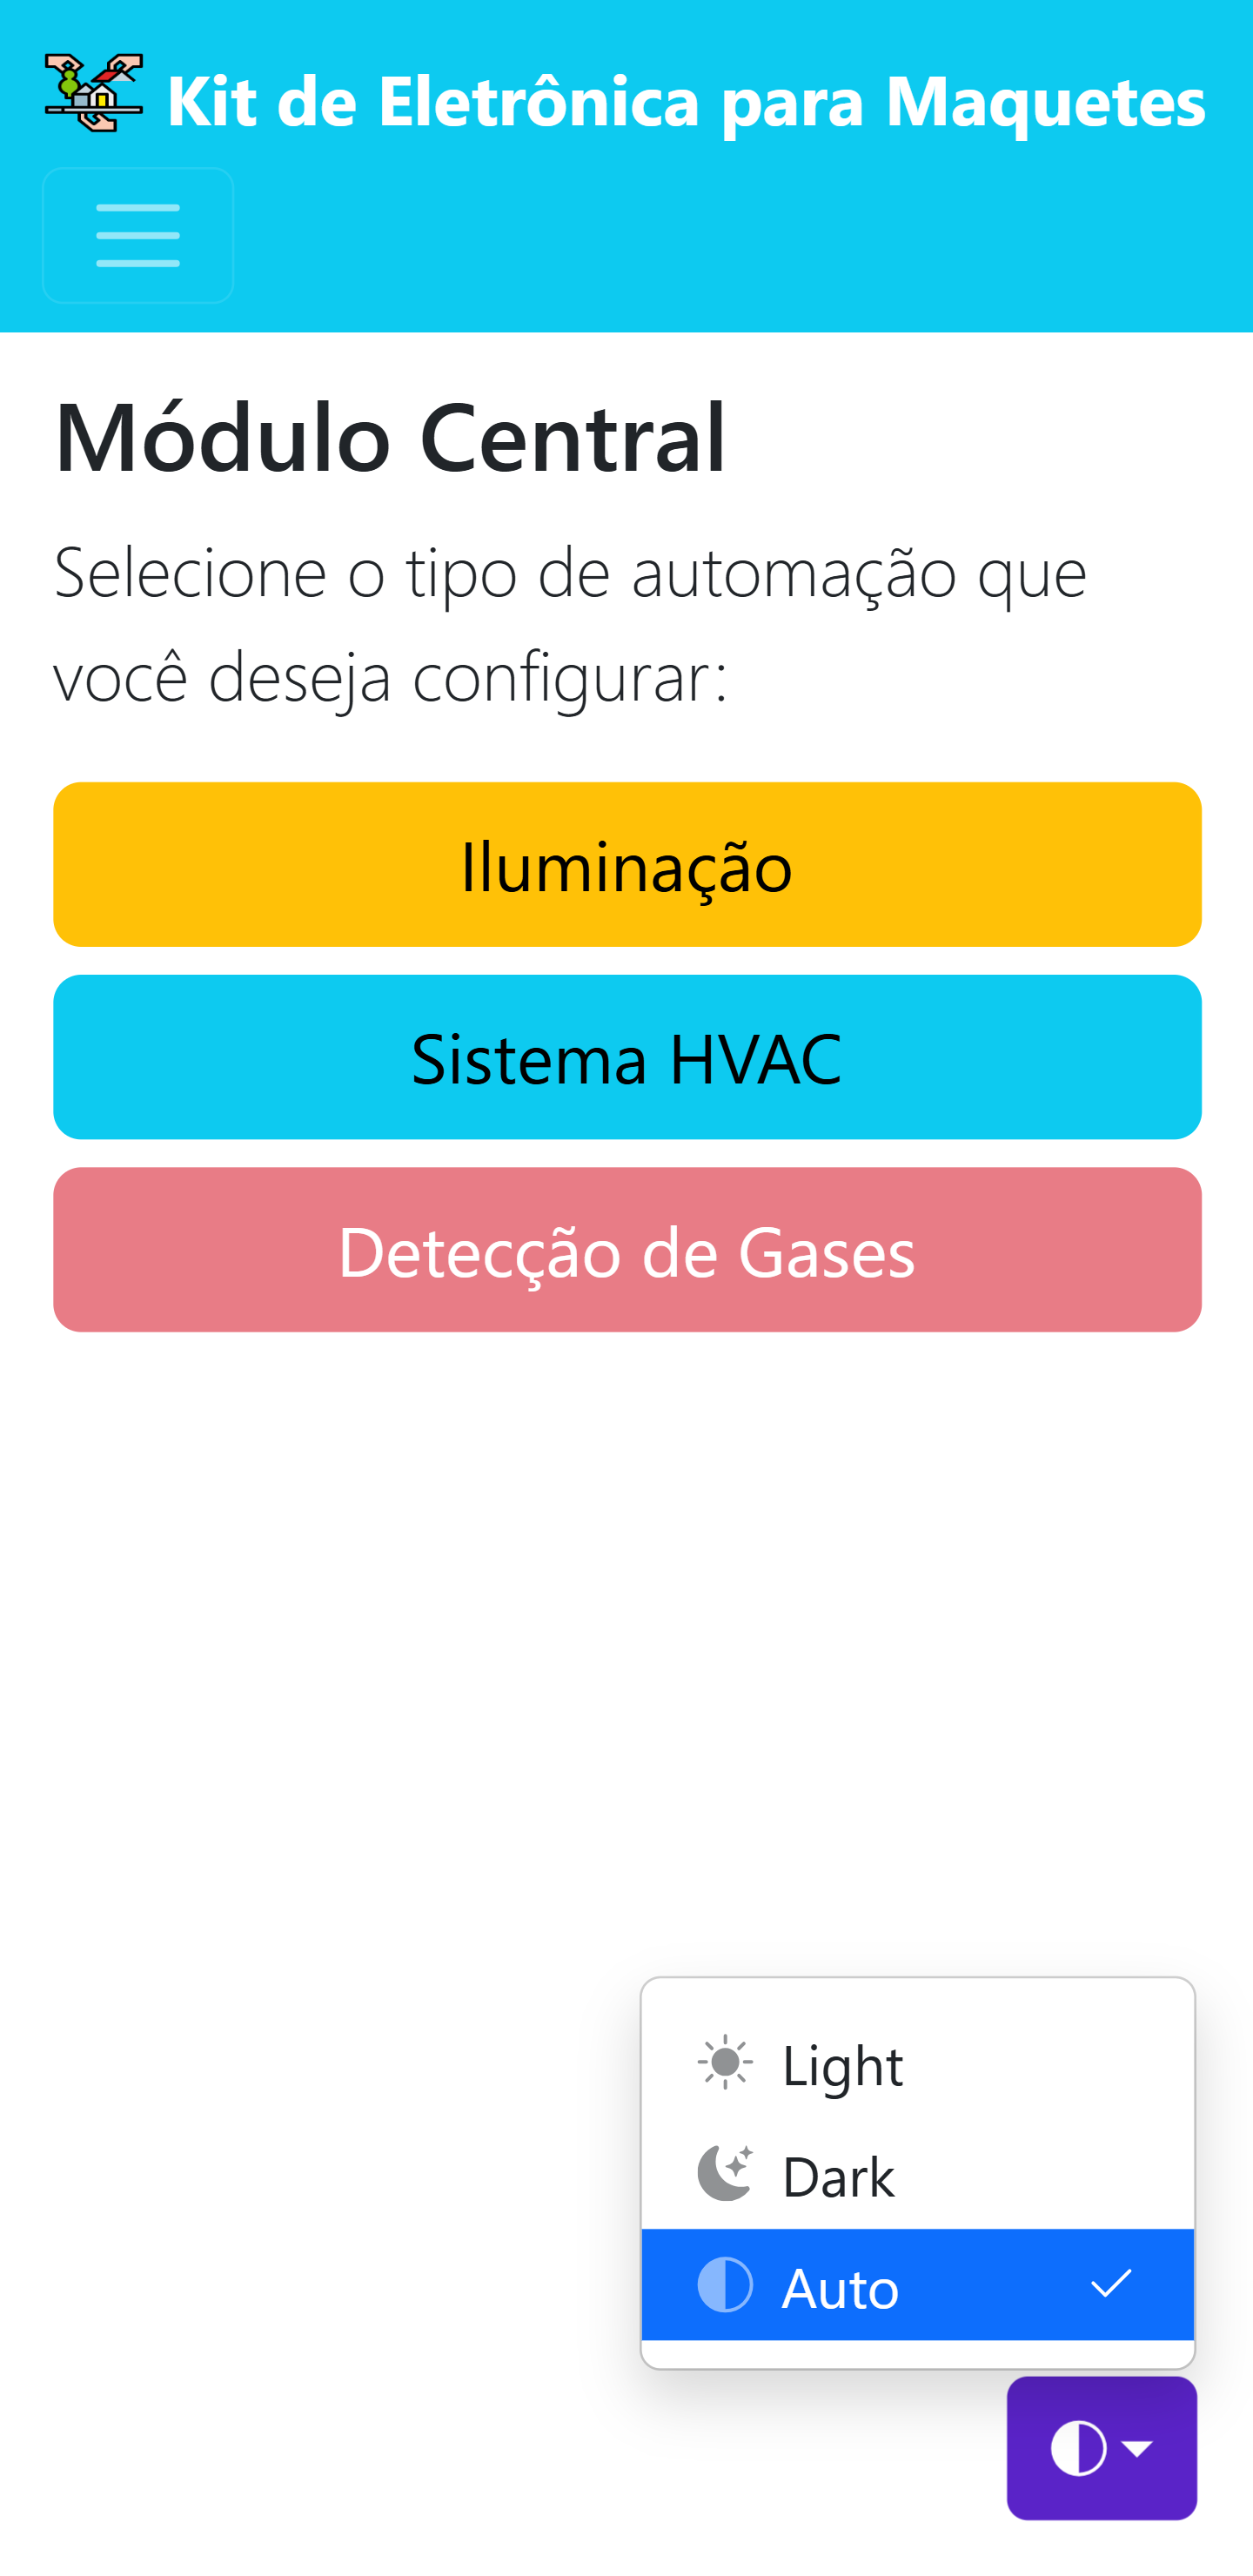 Kit de Eletrônica para Maquetes
Módulo Central
Selecione o tipo de automação que
você deseja configurar:
Iluminação
Sistema HVAC
Detecção de Gases
Light
Dark
Auto